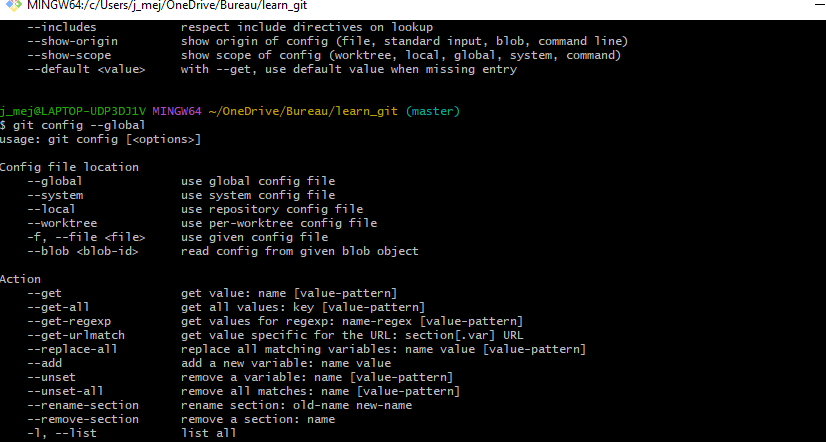 MINGW64:/c/Users/j_mej/OneDrive/Bureau/learn_git
--includes respect include directives on lookup
--show-origin show origin of config (file, standard input, blob, command line)
--show-scope show scope of config (worktree, local, global, system, command)
--default <value> with --get, use default value when missing entry
j_mej@LAPTOP-UDP3DJ1V MINGW64 ~/OneDrive/Bureau/learn_git (master)
$ git config --global
usage: git config [<options>]
Config file location
--global use global config file
--system use system config file
--local use repository config file
--worktree use per-worktree config file
-f, --file <file> use given config file
--blob <blob-id> read config from given blob object
Action
--get get value: name [value-pattern]
--get-all get all values: key [value-pattern]
--get-regexp get values for regexp: name-regex [value-pattern]
--get-urlmatch get value specific for the URL: section[.var] URL
--replace-all replace all matching variables: name value [value-pattern]
--add add a new variable: name value
--unset remove a variable: name [value-pattern]
--unset-all remove all matches: name [value-pattern]
--rename-section rename section: old-name new-name
--remove-section remove a section: name
-l, --list list all